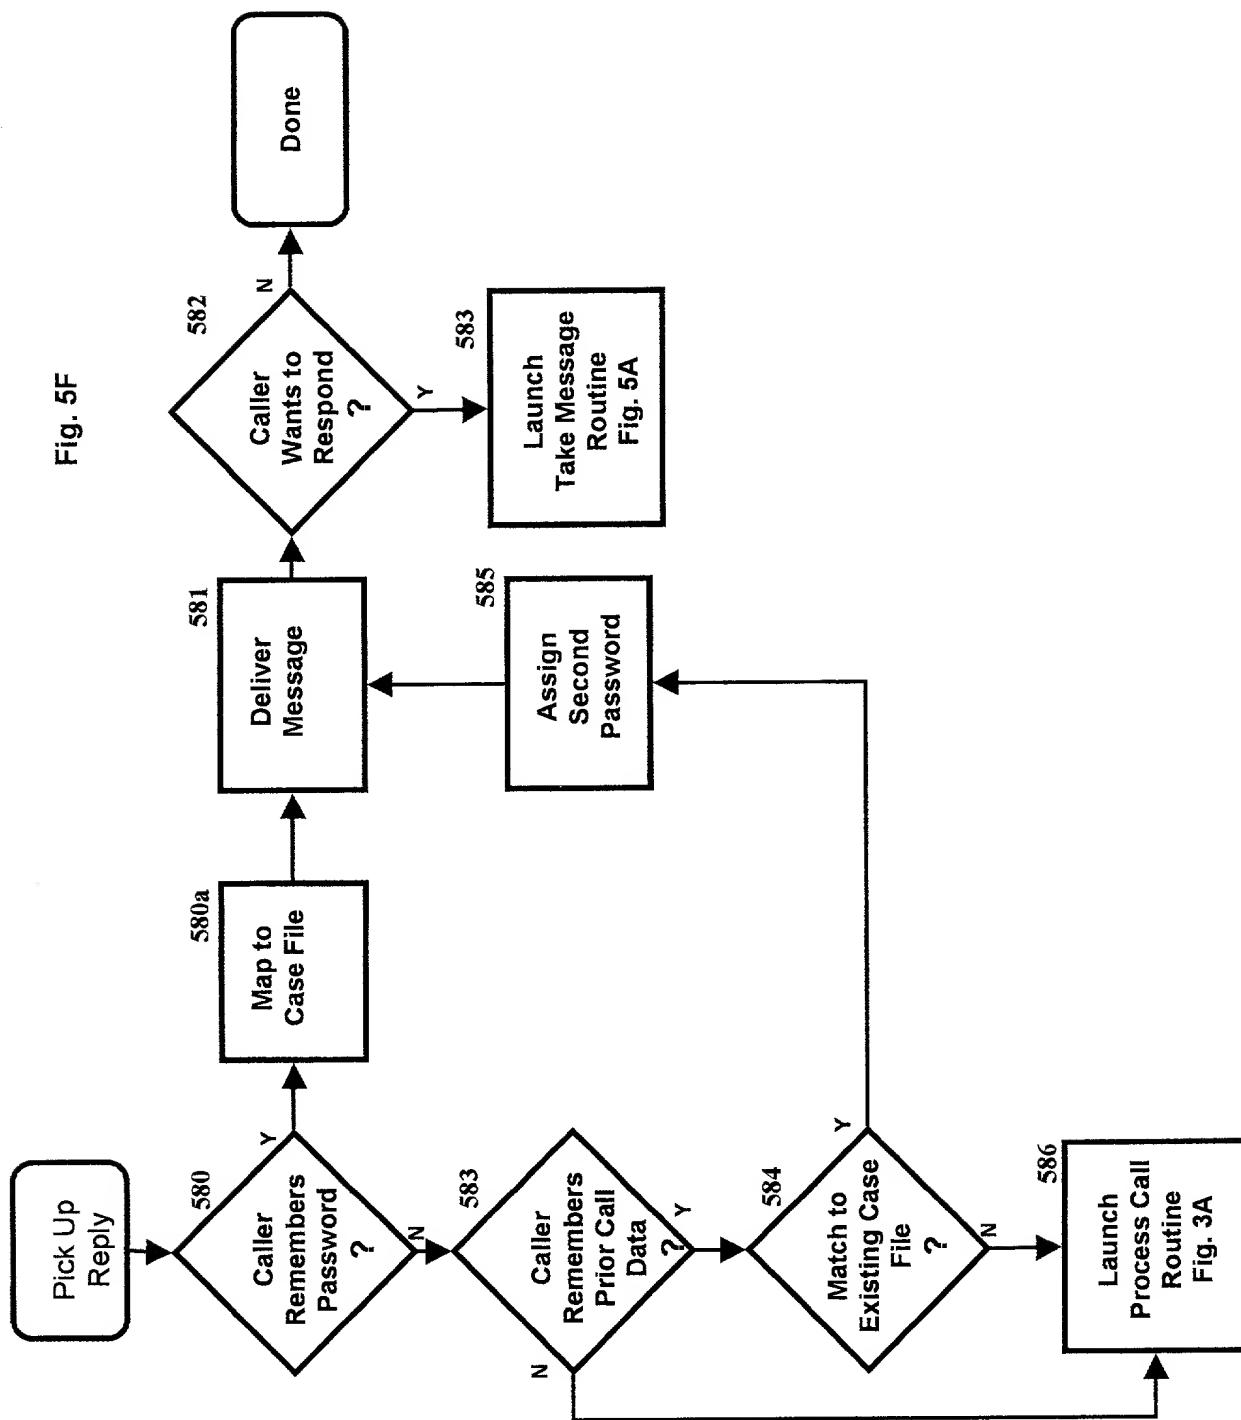 Fig. 5F
Pick Up
Reply
580
Caller
Remembers
Password
?
Y
N
580a
Map to
Case File
581
Deliver
Message
582
Caller
Wants to
Respond
?
N
Y
Done
583
Launch
Take Message
Routine
Fig. 5A
583
Caller
Remembers
Prior Call
Data
?
Y
N
584
Match to
Existing Case
File
?
Y
N
585
Assign
Second
Password
586
Launch
Process Call
Routine
Fig. 3A